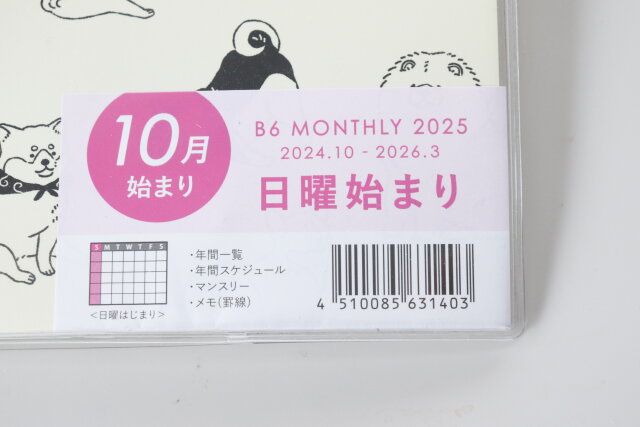 10月
始まり
B6 MONTHLY 2025
2024.10 - 2026.3
日曜始まり
S M T W T F S
<日曜はじまり>
・年間一覧
・年間スケジュール
・マンスリー
・メモ(罫線)
4 510085 631403